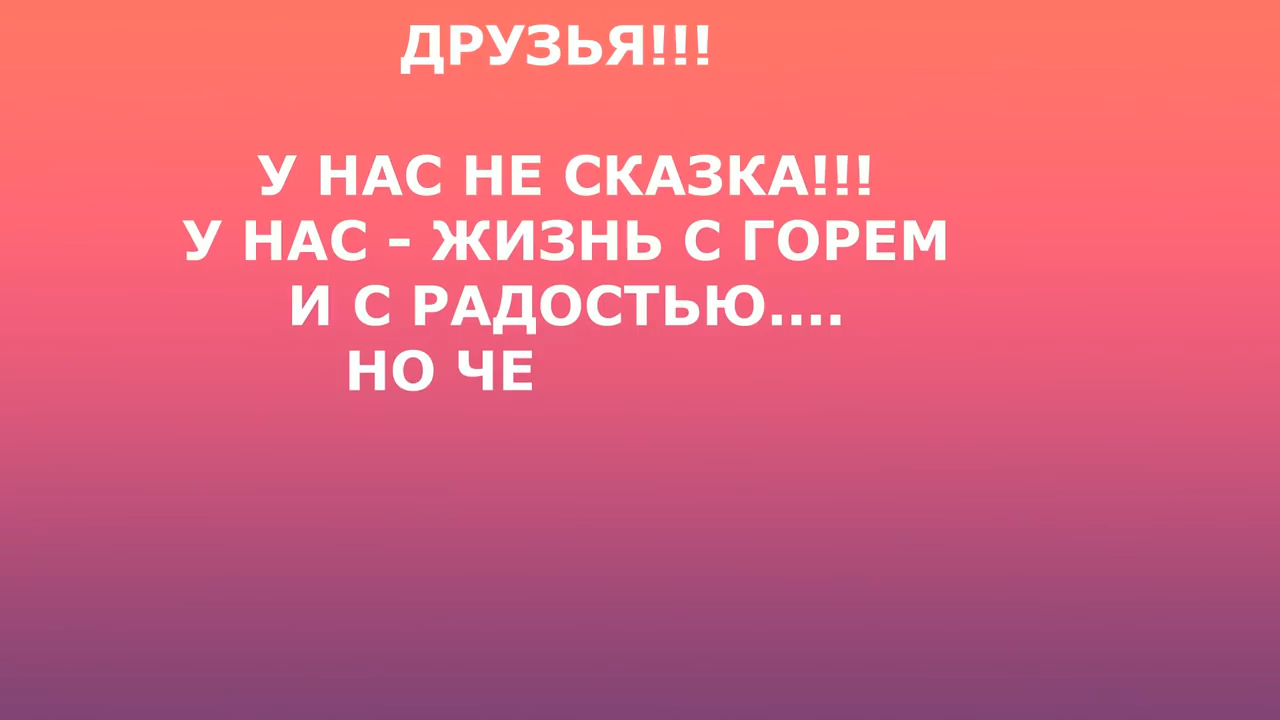 ДРУЗЬЯ!!!
У НАС НЕ СКАЗКА!!!
У НАС – ЖИЗНЬ С ГОРЕМ
И С РАДОСТЬЮ....
НО ЧЕ